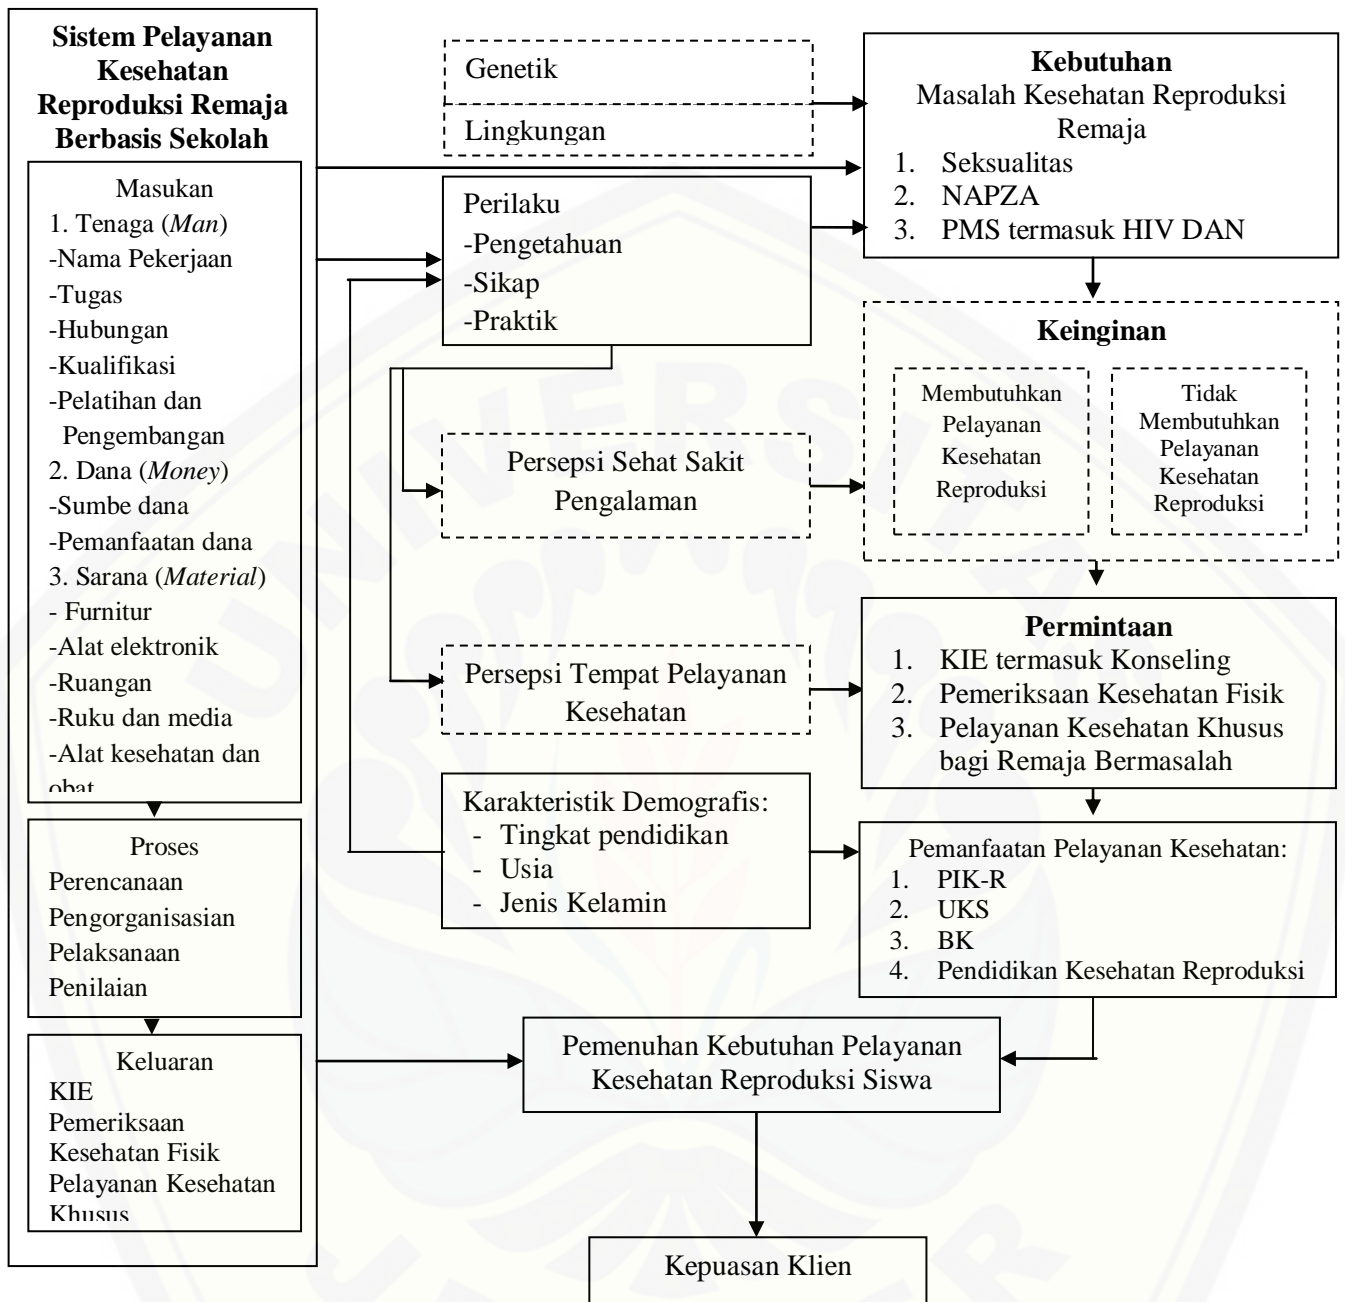 Sistem Pelayanan
Kesehatan
Reproduksi Remaja
Berbasis Sekolah
Masukan
1. Tenaga (Man)
-Nama Pekerjaan
-Tugas
-Hubungan
-Kualifikasi
-Pelatihan dan
Pengembangan
2. Dana (Money)
-Sumbe dana
-Pemanfaatan dana
3. Sarana (Material)
- Furnitur
-Alat elektronik
-Ruangan
-Ruku dan media
-Alat kesehatan dan
obat
Proses
Perencanaan
Pengorganisasian
Pelaksanaan
Penilaian
Keluaran
KIE
Pemeriksaan
Kesehatan Fisik
Pelayanan Kesehatan
Khusus
Genetik
Lingkungan
Perilaku
-Pengetahuan
-Sikap
-Praktik
Persepsi Sehat Sakit
Pengalaman
Persepsi Tempat Pelayanan
Kesehatan
Karakteristik Demografis:
- Tingkat pendidikan
- Usia
- Jenis Kelamin
Kebutuhan
Masalah Kesehatan Reproduksi
Remaja
1. Seksualitas
2. NAPZA
3. PMS termasuk HIV DAN
Keinginan
Membutuhkan
Pelayanan
Kesehatan
Reproduksi
Tidak
Membutuhkan
Pelayanan
Kesehatan
Reproduksi
Permintaan
1. KIE termasuk Konseling
2. Pemeriksaan Kesehatan Fisik
3. Pelayanan Kesehatan Khusus
bagi Remaja Bermasalah
Pemanfaatan Pelayanan Kesehatan:
1. PIK-R
2. UKS
3. BK
4. Pendidikan Kesehatan Reproduksi
Pemenuhan Kebutuhan Pelayanan
Kesehatan Reproduksi Siswa
Kepuasan Klien
UNIVERSITAS